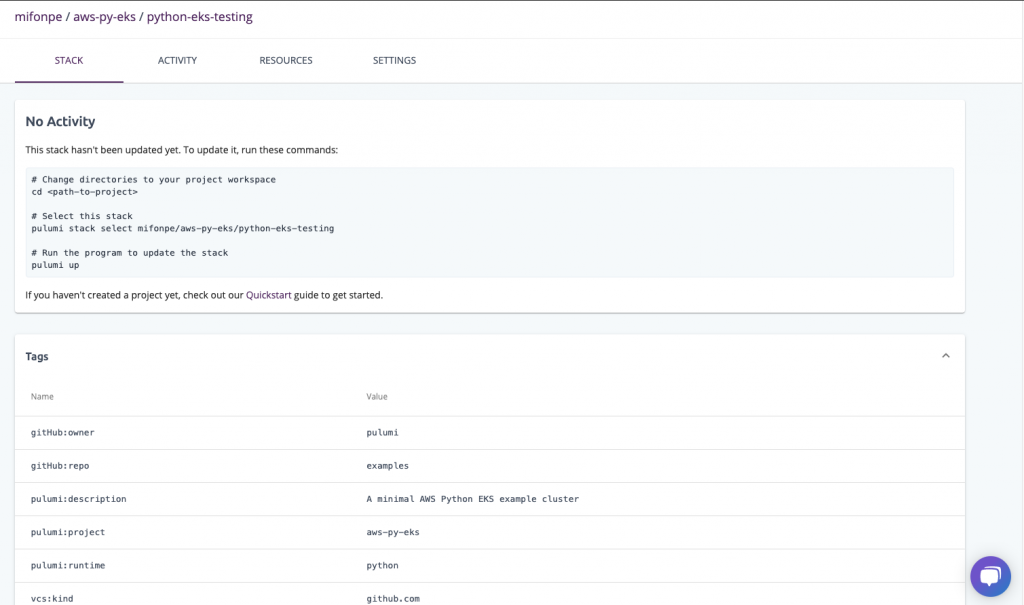 mifonpe / aws-py-eks / python-eks-testing
STACK ACTIVITY RESOURCES SETTINGS
No Activity
This stack hasn't been updated yet. To update it, run these commands:
# Change directories to your project workspace
cd <path-to-project>
# Select this stack
pulumi stack select mifonpe/aws-py-eks/python-eks-testing
# Run the program to update the stack
pulumi up
If you haven't created a project yet, check out our Quickstart guide to get started.
Tags
Name Value
gitHub:owner pulumi
gitHub:repo examples
pulumi:description A minimal AWS Python EKS example cluster
pulumi:project aws-py-eks
pulumi:runtime python
vcs:kind github.com